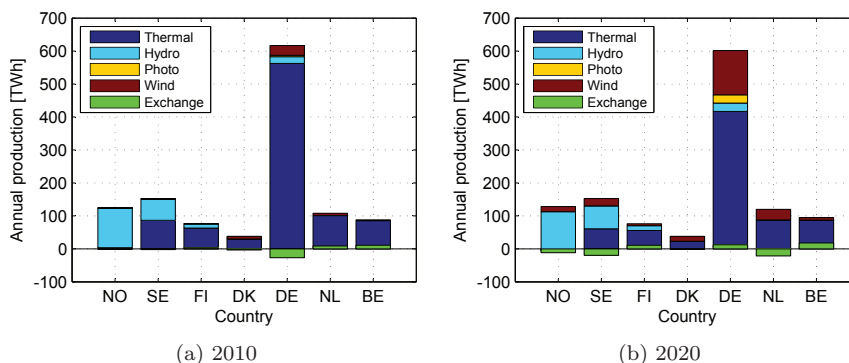 700
600
500
400
300
200
100
0
-100
Annual production [TWh]
Thermal
Hydro
Photo
Wind
Exchange
NO SE FI DK DE NL BE
Country
(a) 2010
700
600
500
400
300
200
100
0
-100
Annual production [TWh]
Thermal
Hydro
Photo
Wind
Exchange
NO SE FI DK DE NL BE
Country
(b) 2020